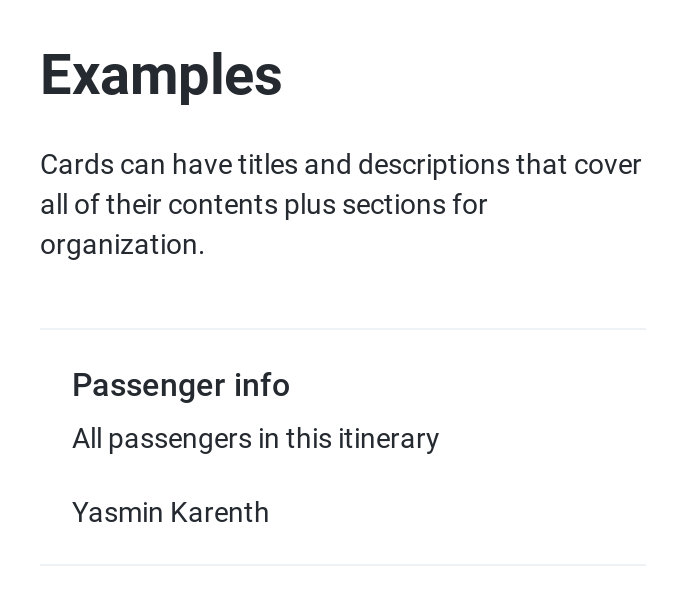 Examples
Cards can have titles and descriptions that cover
all of their contents plus sections for
organization.
Passenger info
All passengers in this itinerary
Yasmin Karenth